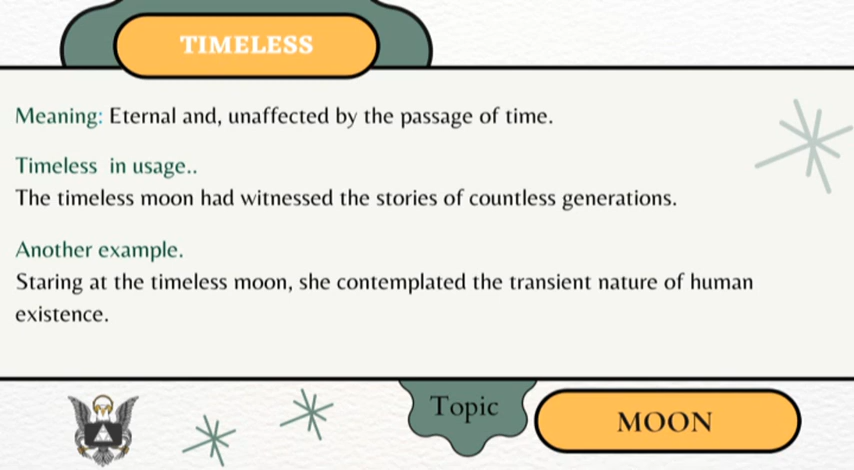 TIMELESS
Meaning: Eternal and, unaffected by the passage of time.
Timeless in usage..
The timeless moon had witnessed the stories of countless generations.
Another example.
Staring at the timeless moon, she contemplated the transient nature of human
existence.
Topic
MOON